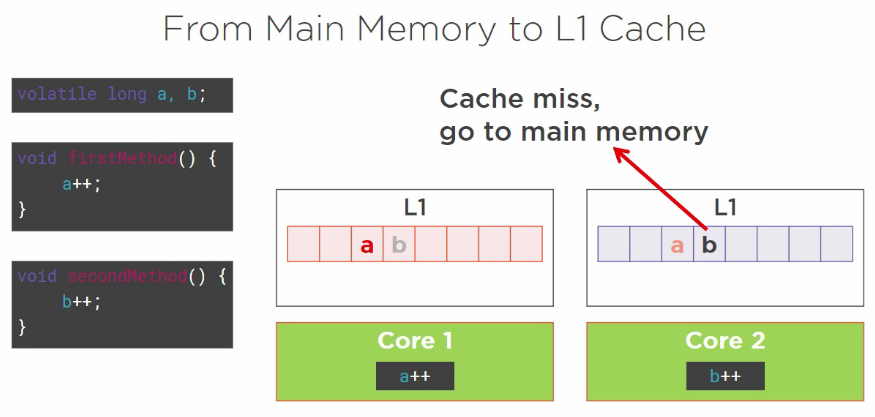 From Main Memory to L1 Cache
volatile long a, b;
void firstMethod() {
a++;
}
void secondMethod() {
b++;
}
Cache miss,
go to main memory
L1
a b
Core 1
a++
L1
a b
Core 2
b++